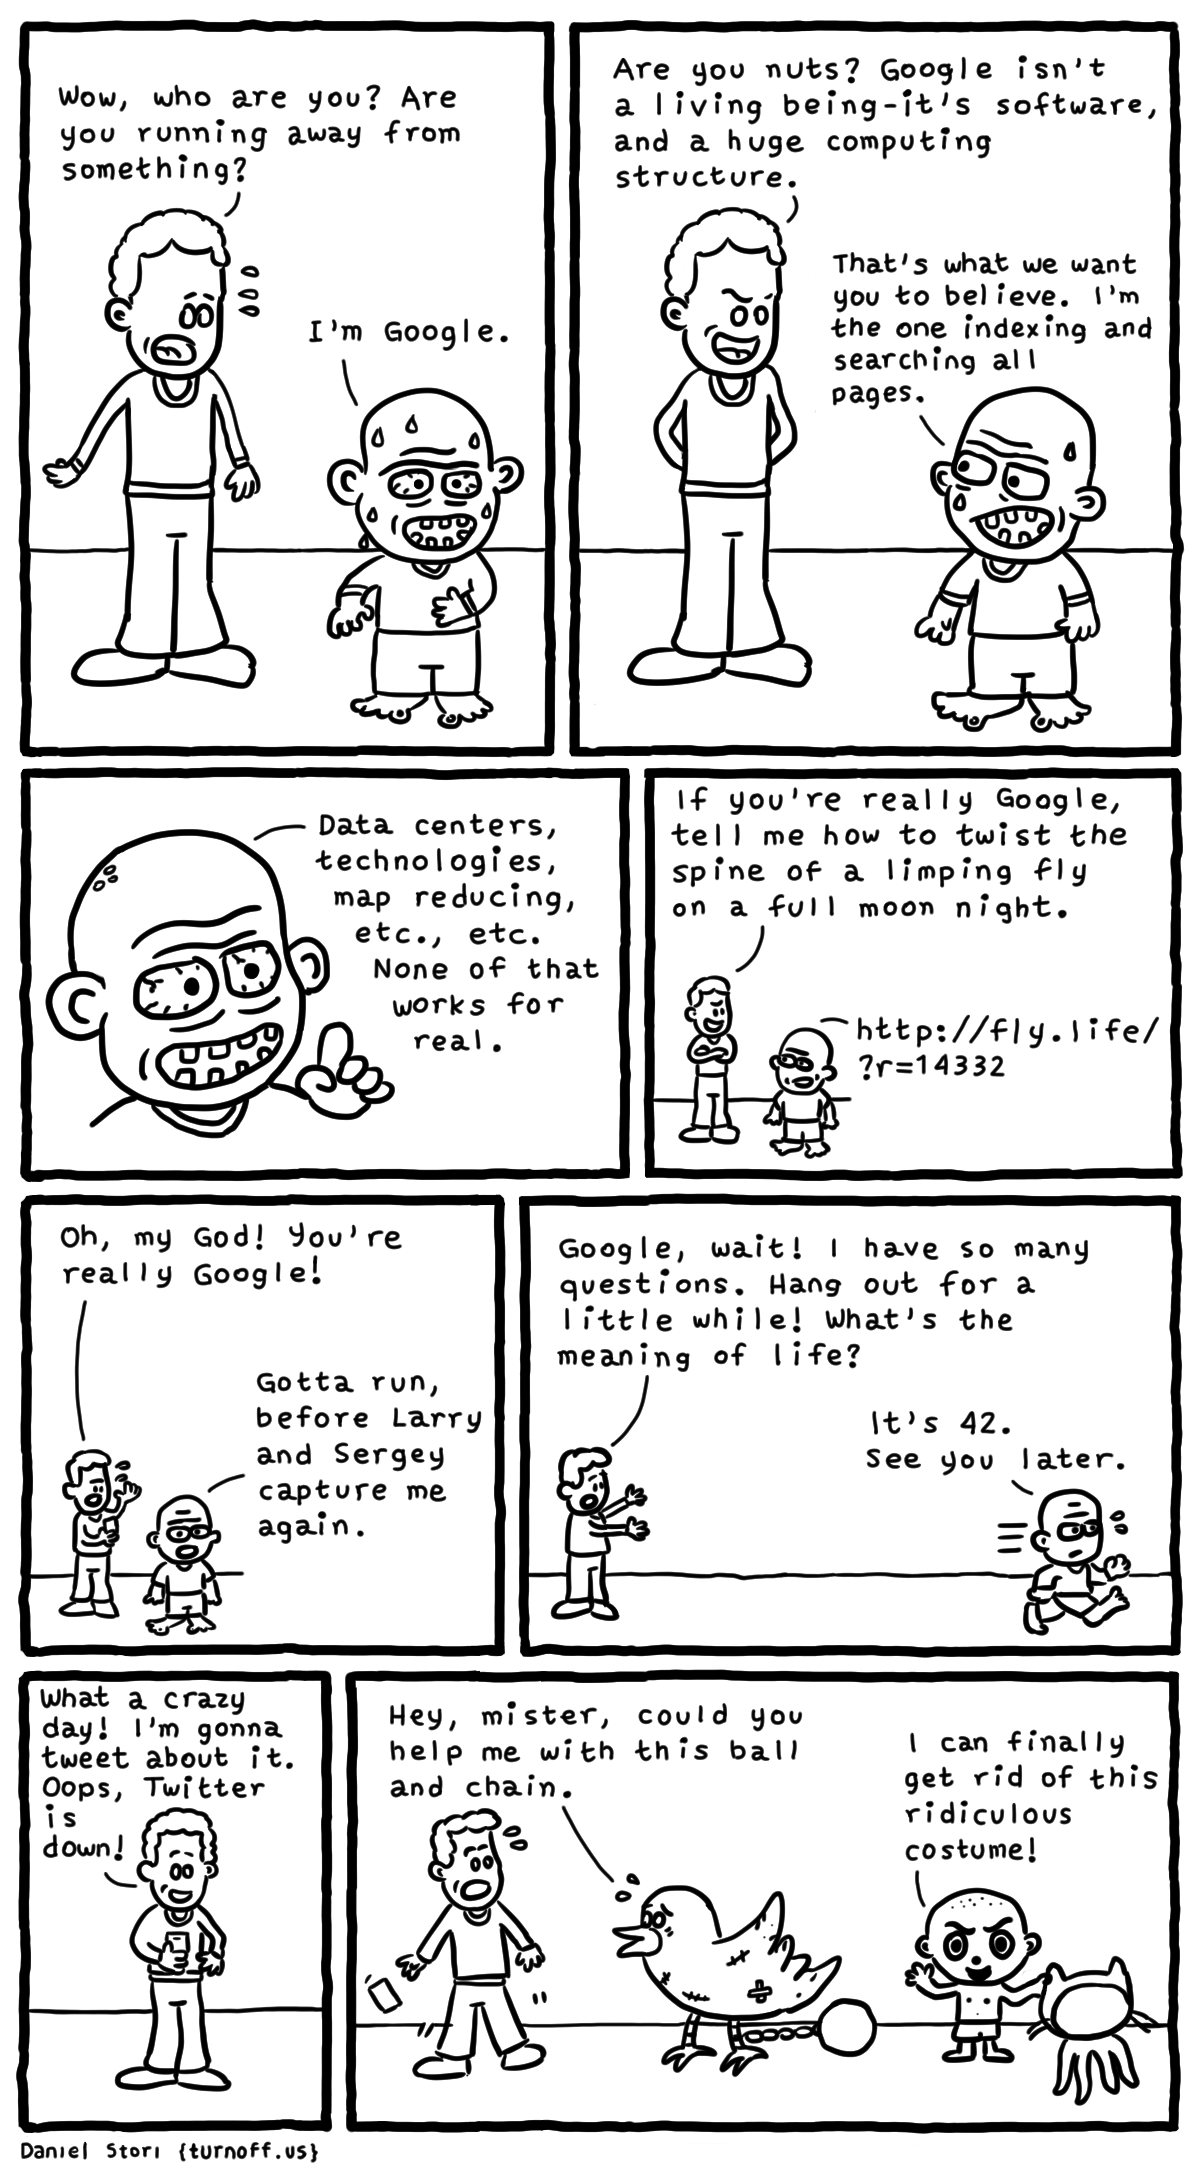 Wow, who are you? Are
you running away from
something?
I'm Google.
Are you nuts? Google isn't
a living being-it's software,
and a huge computing
structure.
That's what we want
you to believe. I'm
the one indexing and
searching all
pages.
Data centers,
technologies,
map reducing,
etc., etc.
None of that
works for
real.
If you're really Google,
tell me how to twist the
spine of a limping fly
on a full moon night.
http://fly.life/
?r=14332
Oh, my God! You're
really Google!
Gotta run,
before Larry
and Sergey
capture me
again.
Google, wait! I have so many
questions. Hang out for a
little while! What's the
meaning of life?
It's 42.
See you later.
What a crazy
day! I'm gonna
tweet about it.
Oops, Twitter
is
down!
Hey, mister, could you
help me with this ball
and chain.
I can finally
get rid of this
ridiculous
costume!
Daniel Stori {turnoff.us}